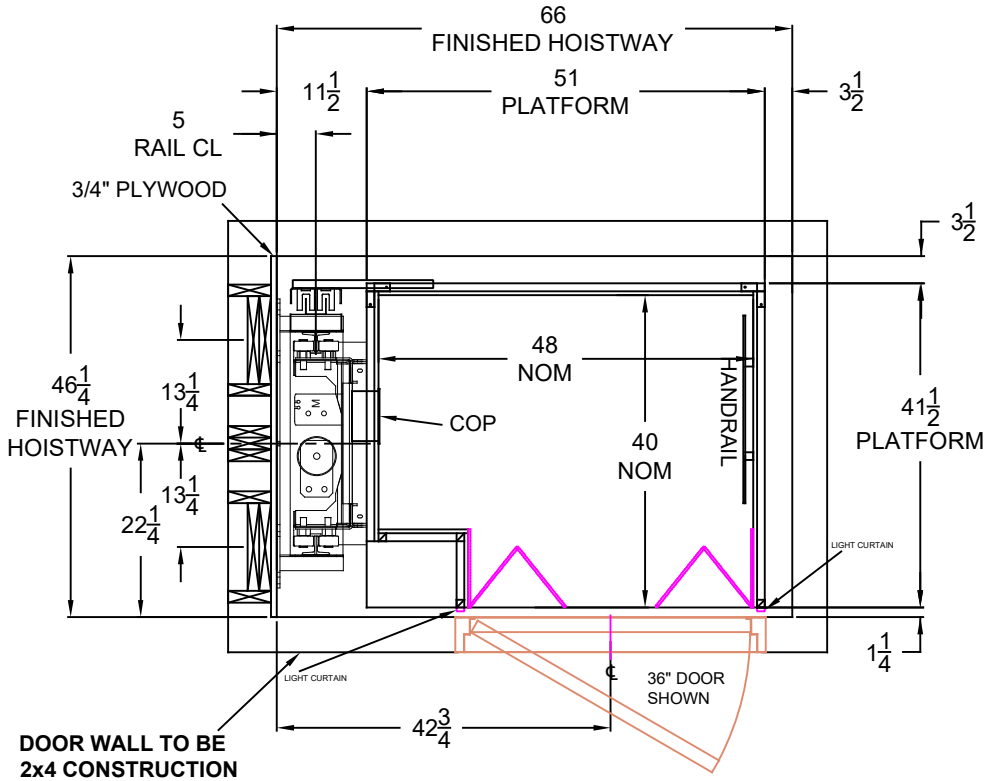 66
FINISHED HOISTWAY
11 1/2
51
PLATFORM
3 1/2
5
RAIL CL
3/4" PLYWOOD
3 1/2
48
NOM
HANDRAIL
46 1/4
FINISHED
HOISTWAY
13 1/4
COP
41 1/2
PLATFORM
℄
40
NOM
13 1/4
22 1/4
M
LIGHT CURTAIN
1 1/4
LIGHT CURTAIN
℄
36" DOOR
SHOWN
42 3/4
DOOR WALL TO BE
2x4 CONSTRUCTION